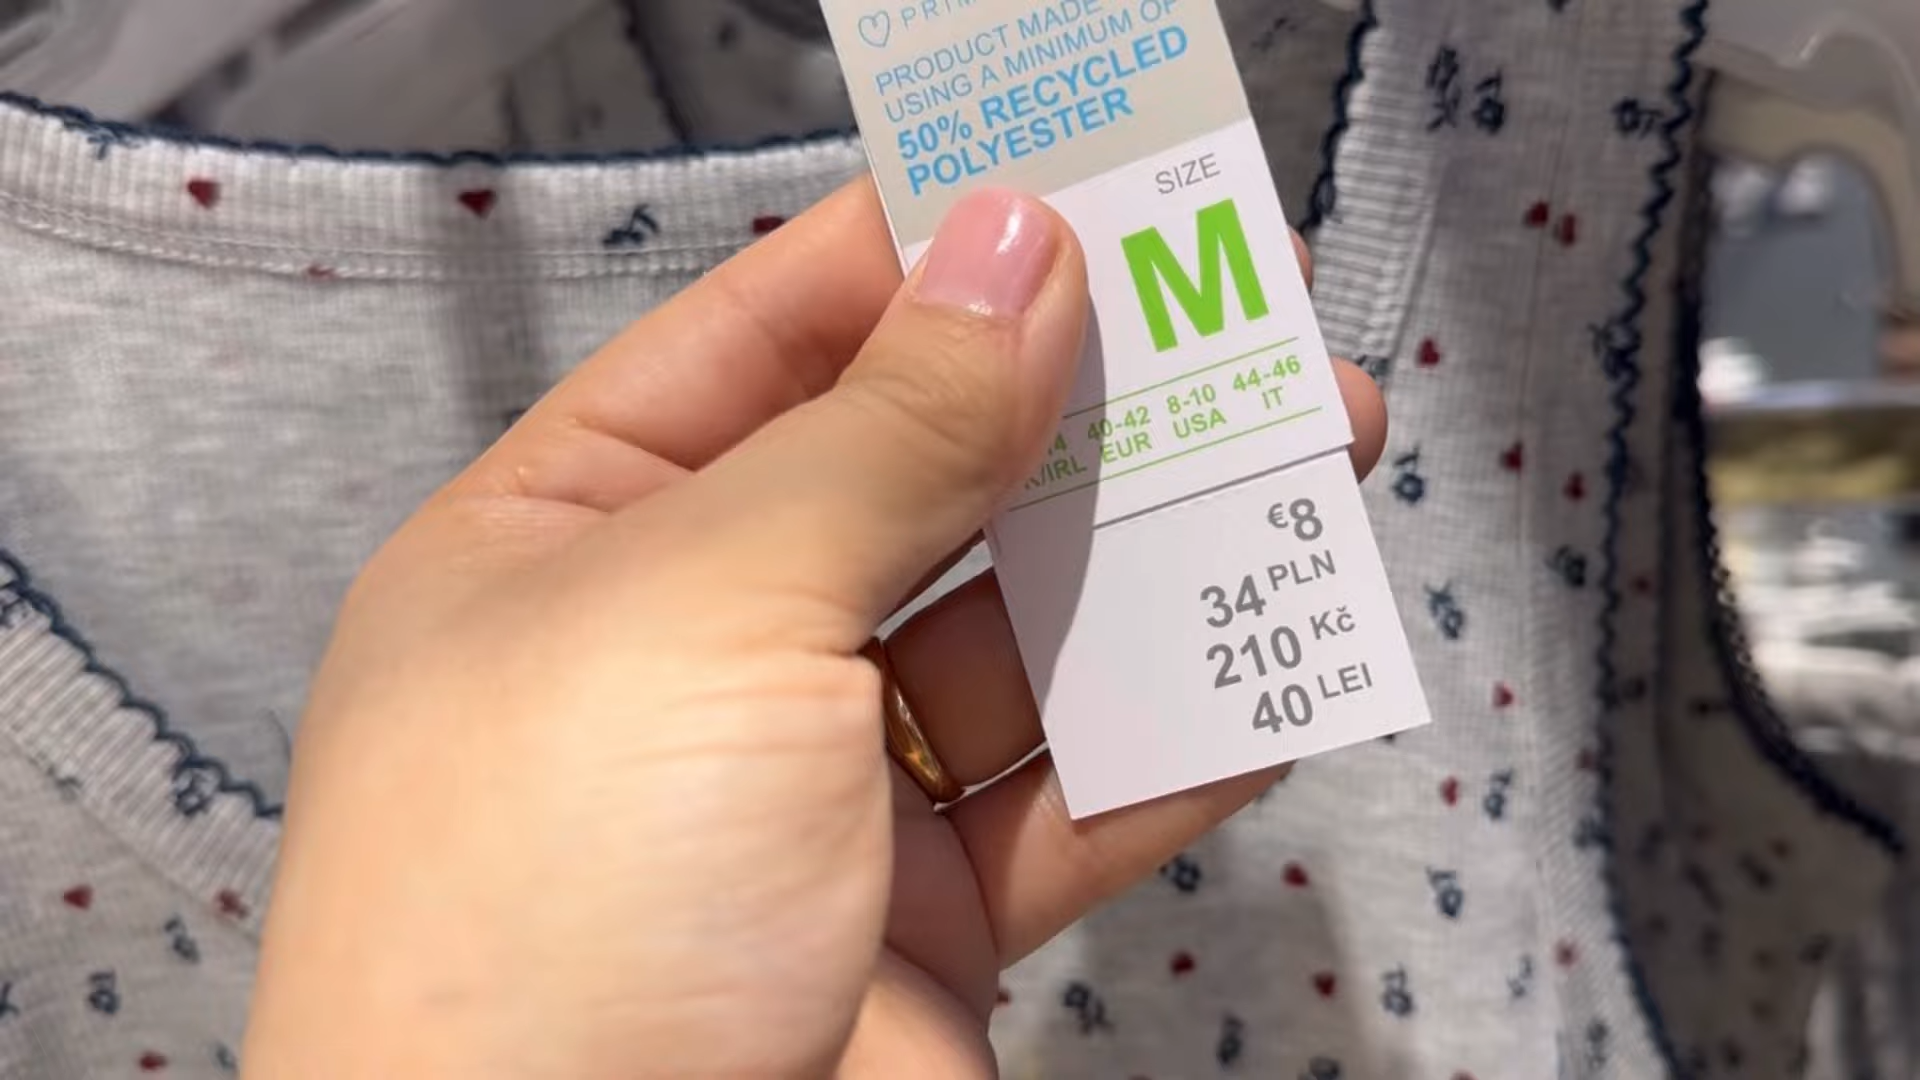 PRODUCT MADE
USING A MINIMUM OF
50% RECYCLED
POLYESTER
SIZE
M
40-42 8-10 44-46
EUR USA IT
€8
34 PLN
210 Kč
40 LEI